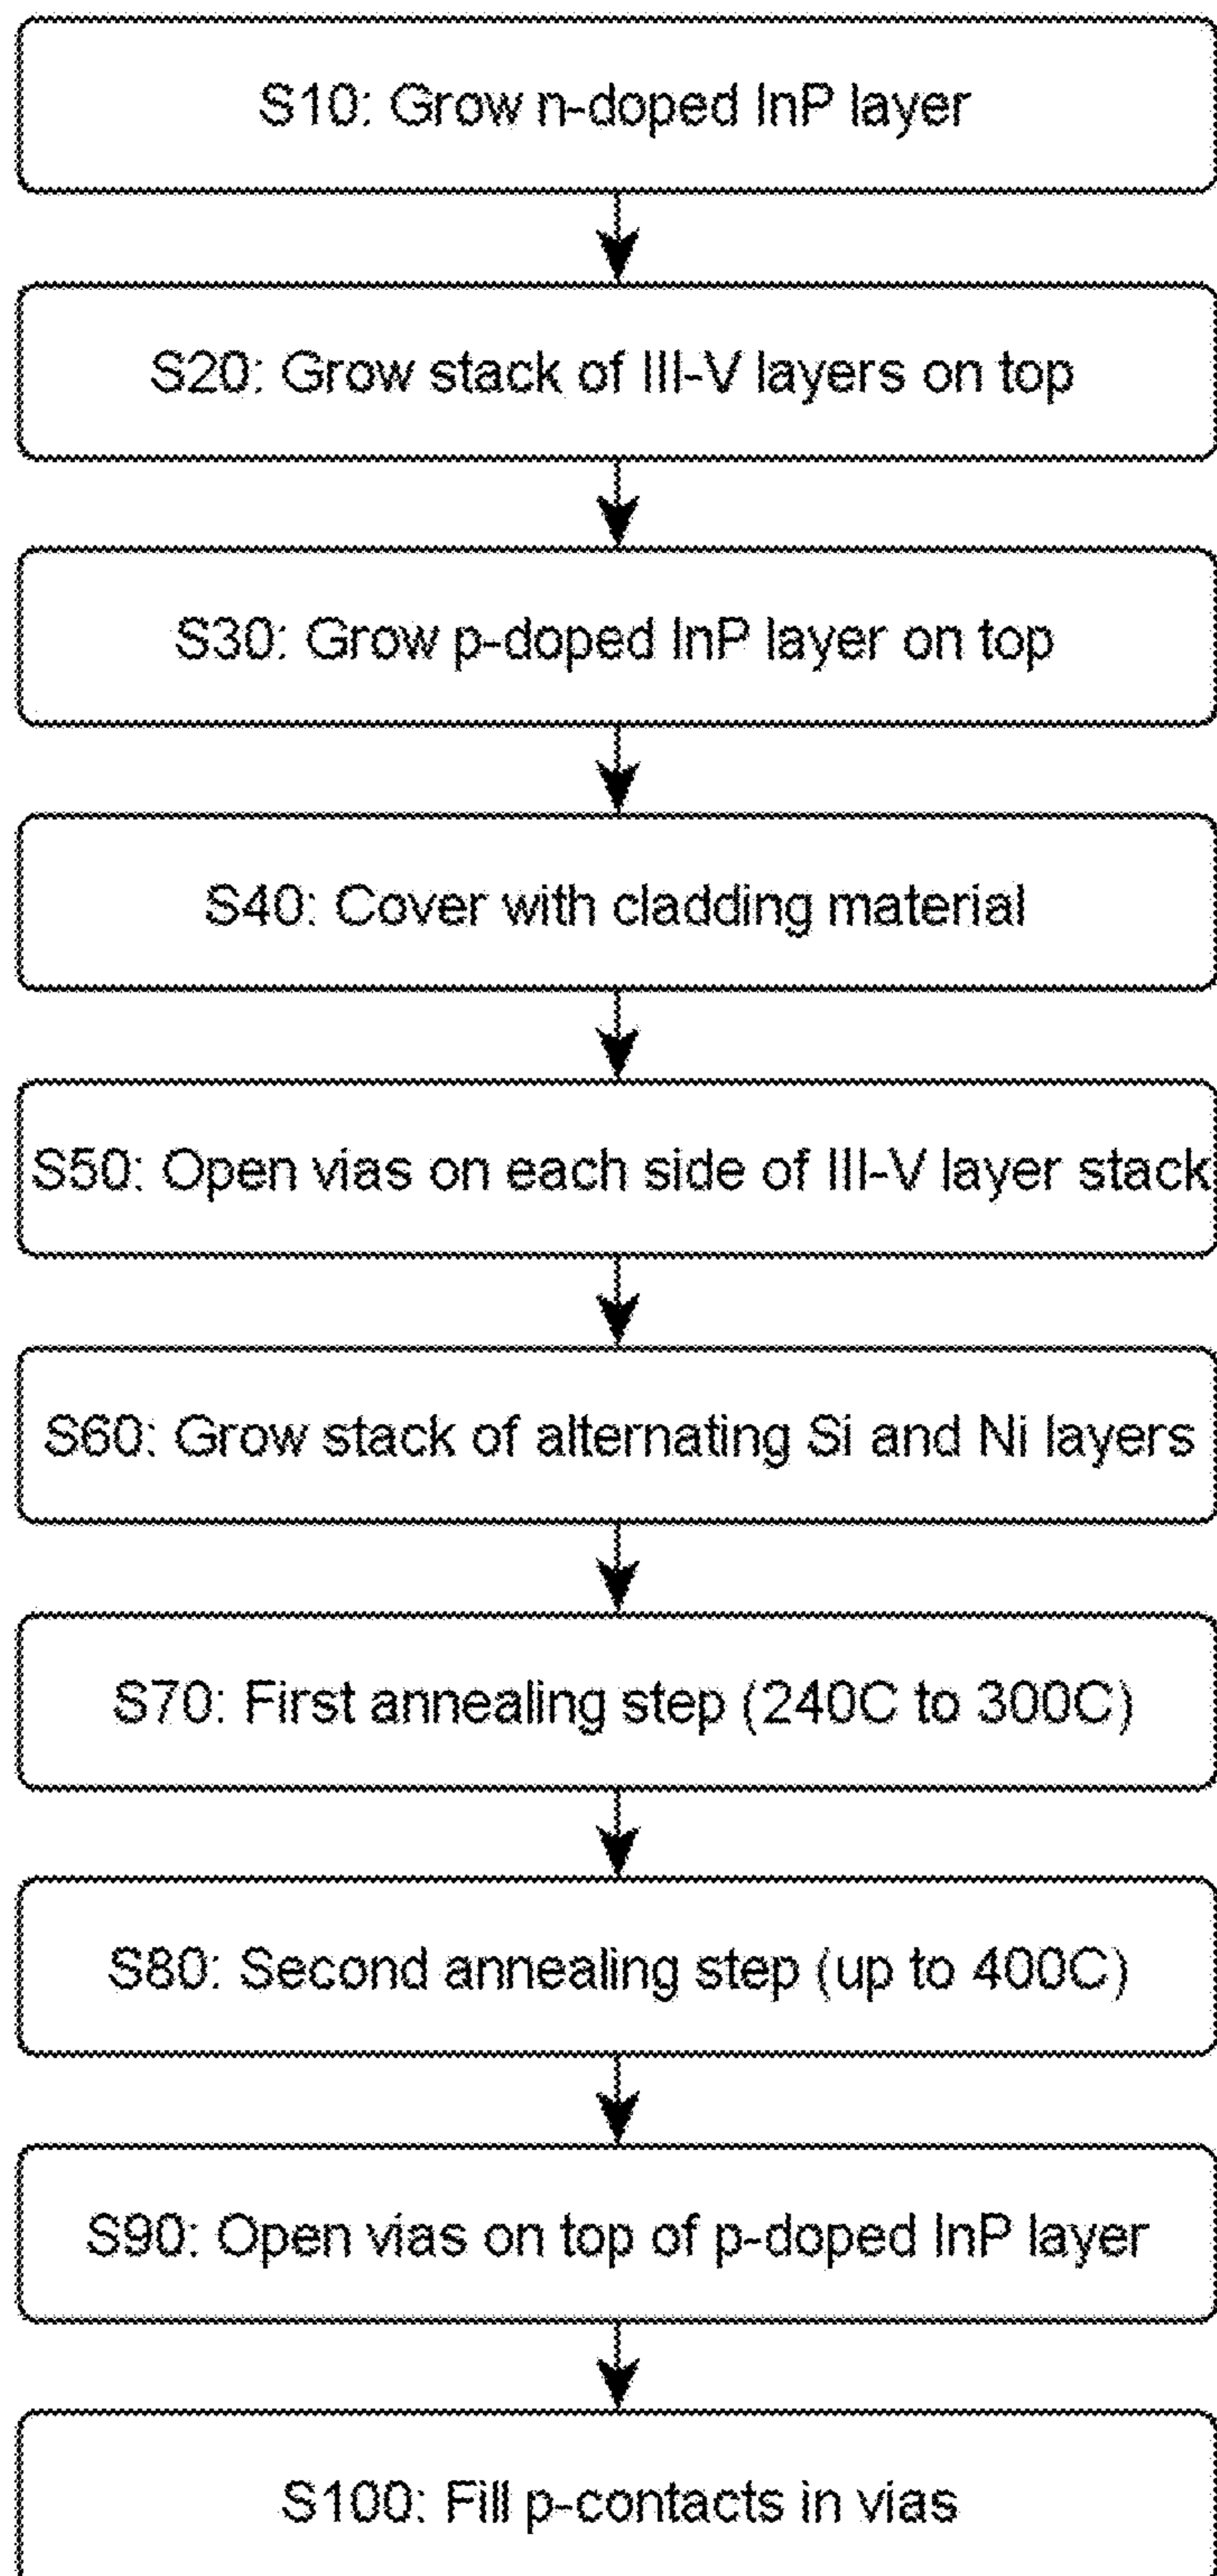 S10: Grow n-doped InP layer
S20: Grow stack of III-V layers on top
S30: Grow p-doped InP layer on top
S40: Cover with cladding material
S50: Open vias on each side of III-V layer stack
S60: Grow stack of alternating Si and Ni layers
S70: First annealing step (240C to 300C)
S80: Second annealing step (up to 400C)
S90: Open vias on top of p-doped InP layer
S100: Fill p-contacts in vias